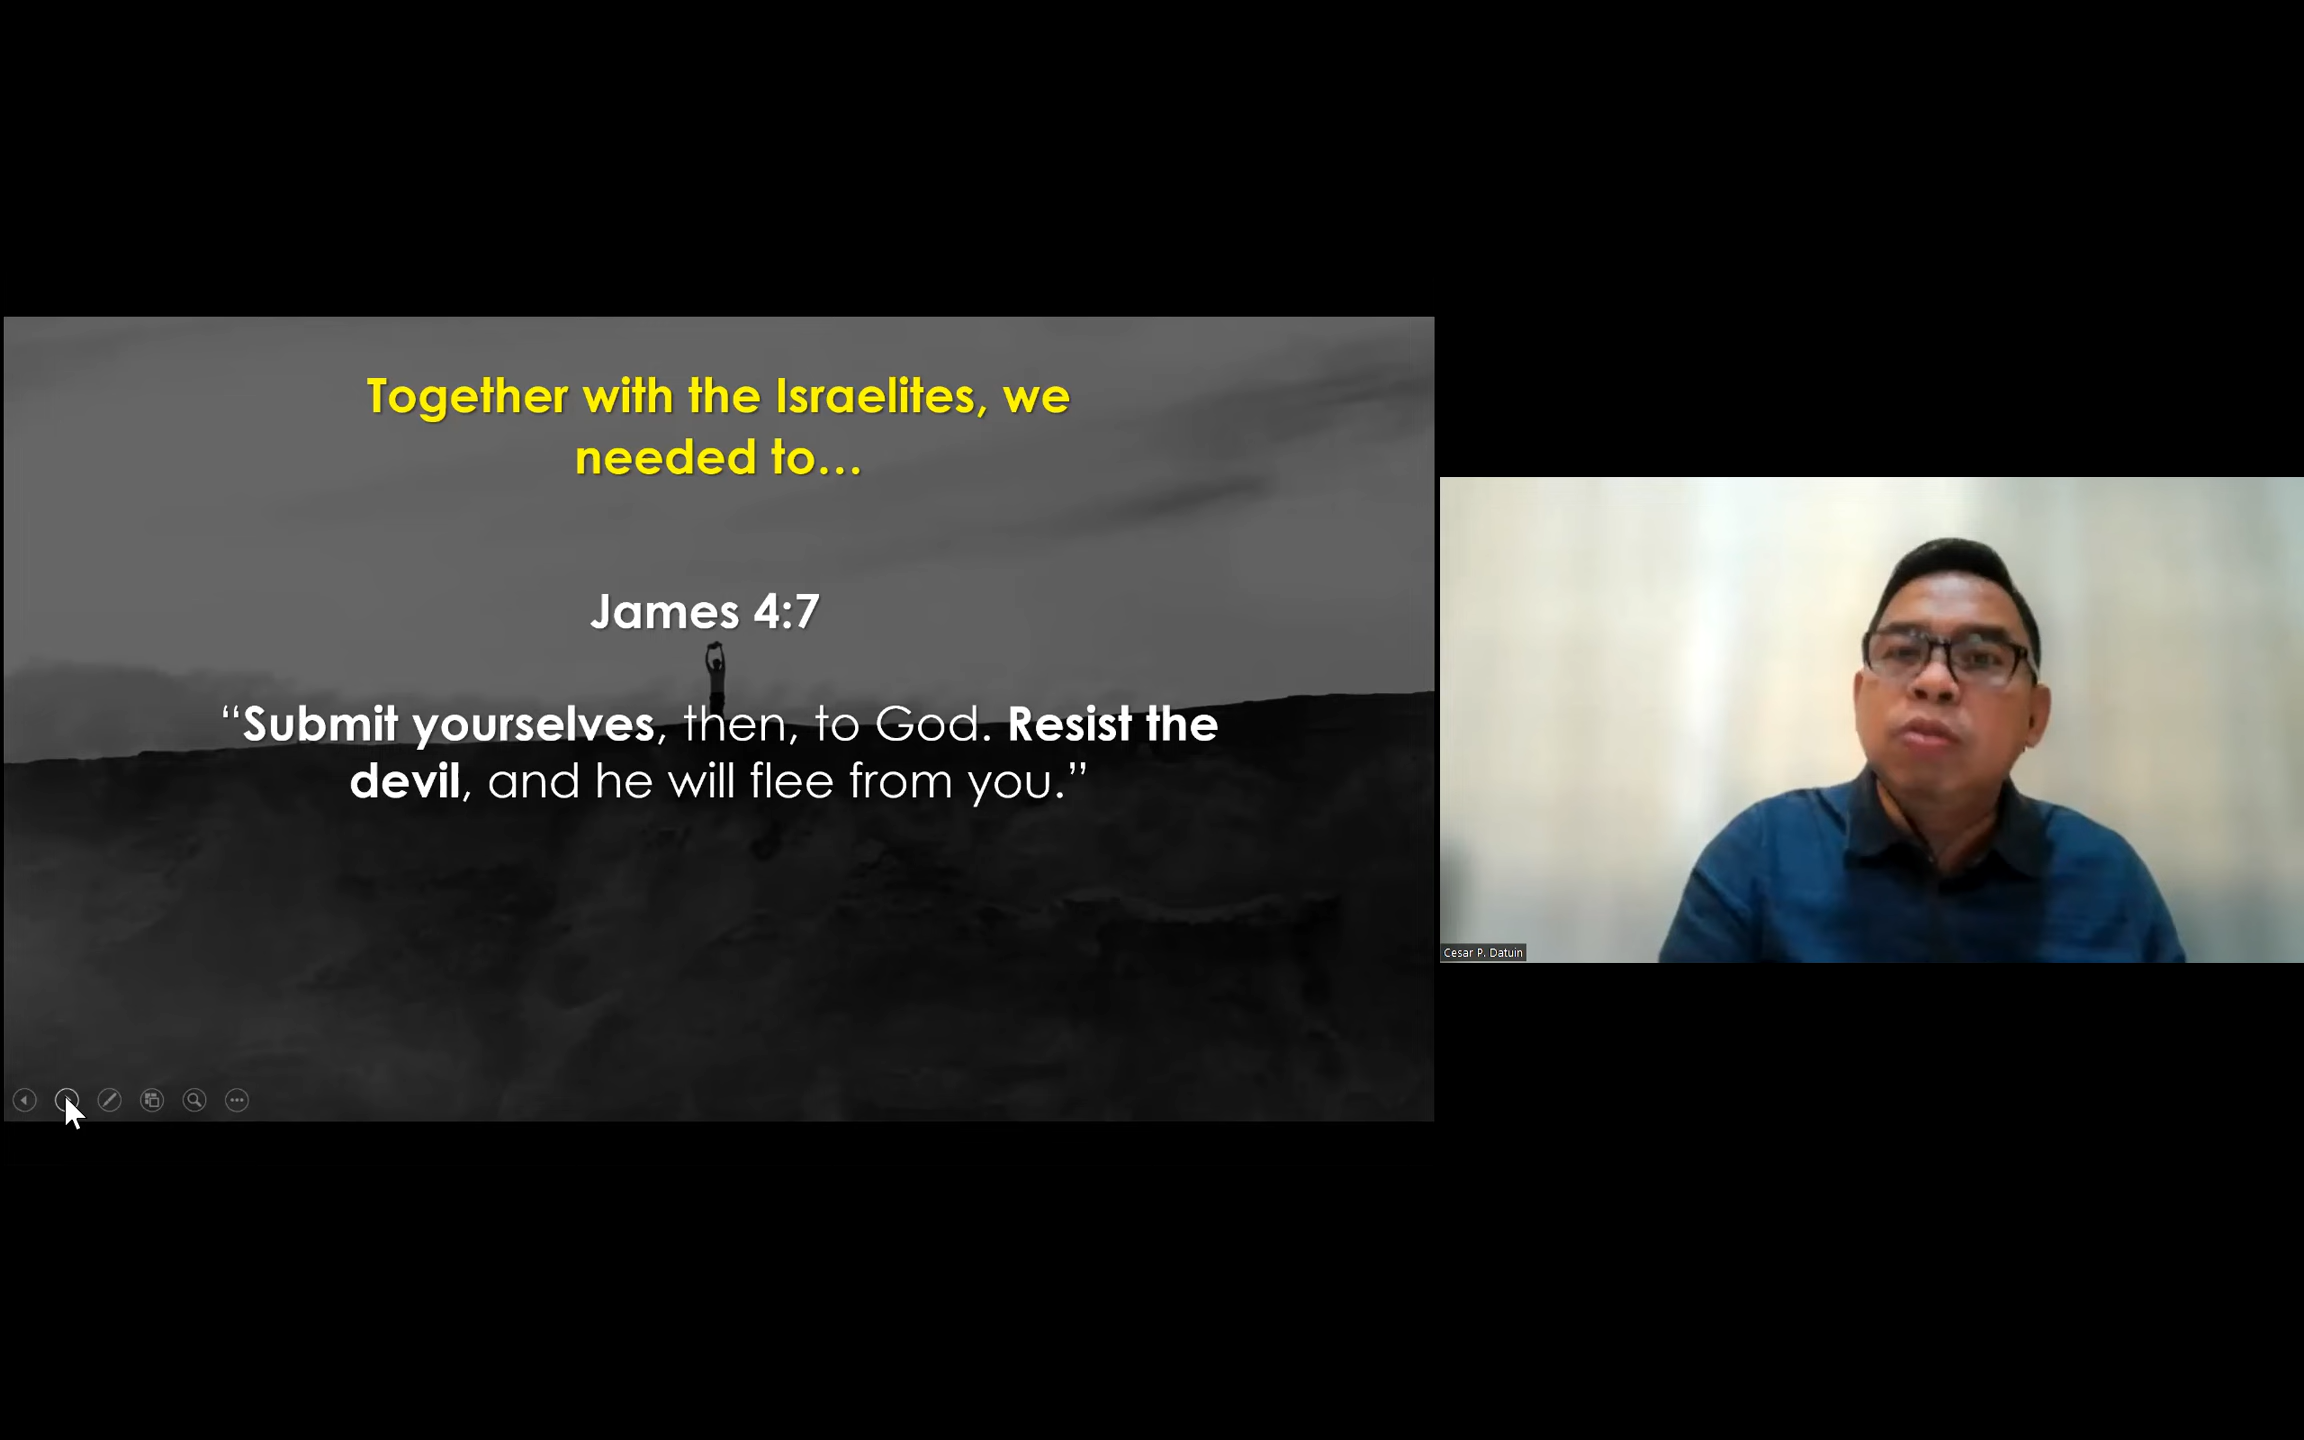 Together with the Israelites, we
needed to...
James 4:7
“Submit yourselves, then, to God. Resist the
devil, and he will flee from you.”
Cesar P. Datuin